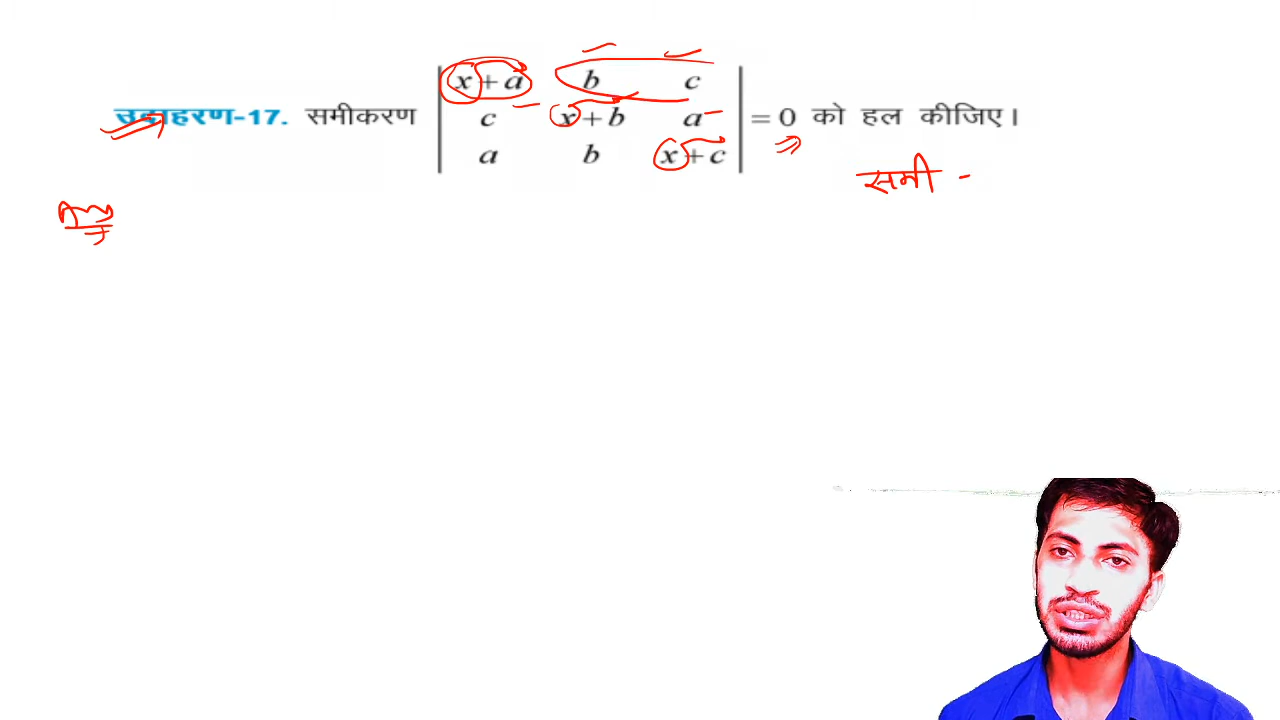 उदाहरण-17. समीकरण | x + a b c | = 0 को हल कीजिए।
| c x + b a |
| a b x + c |
समी -